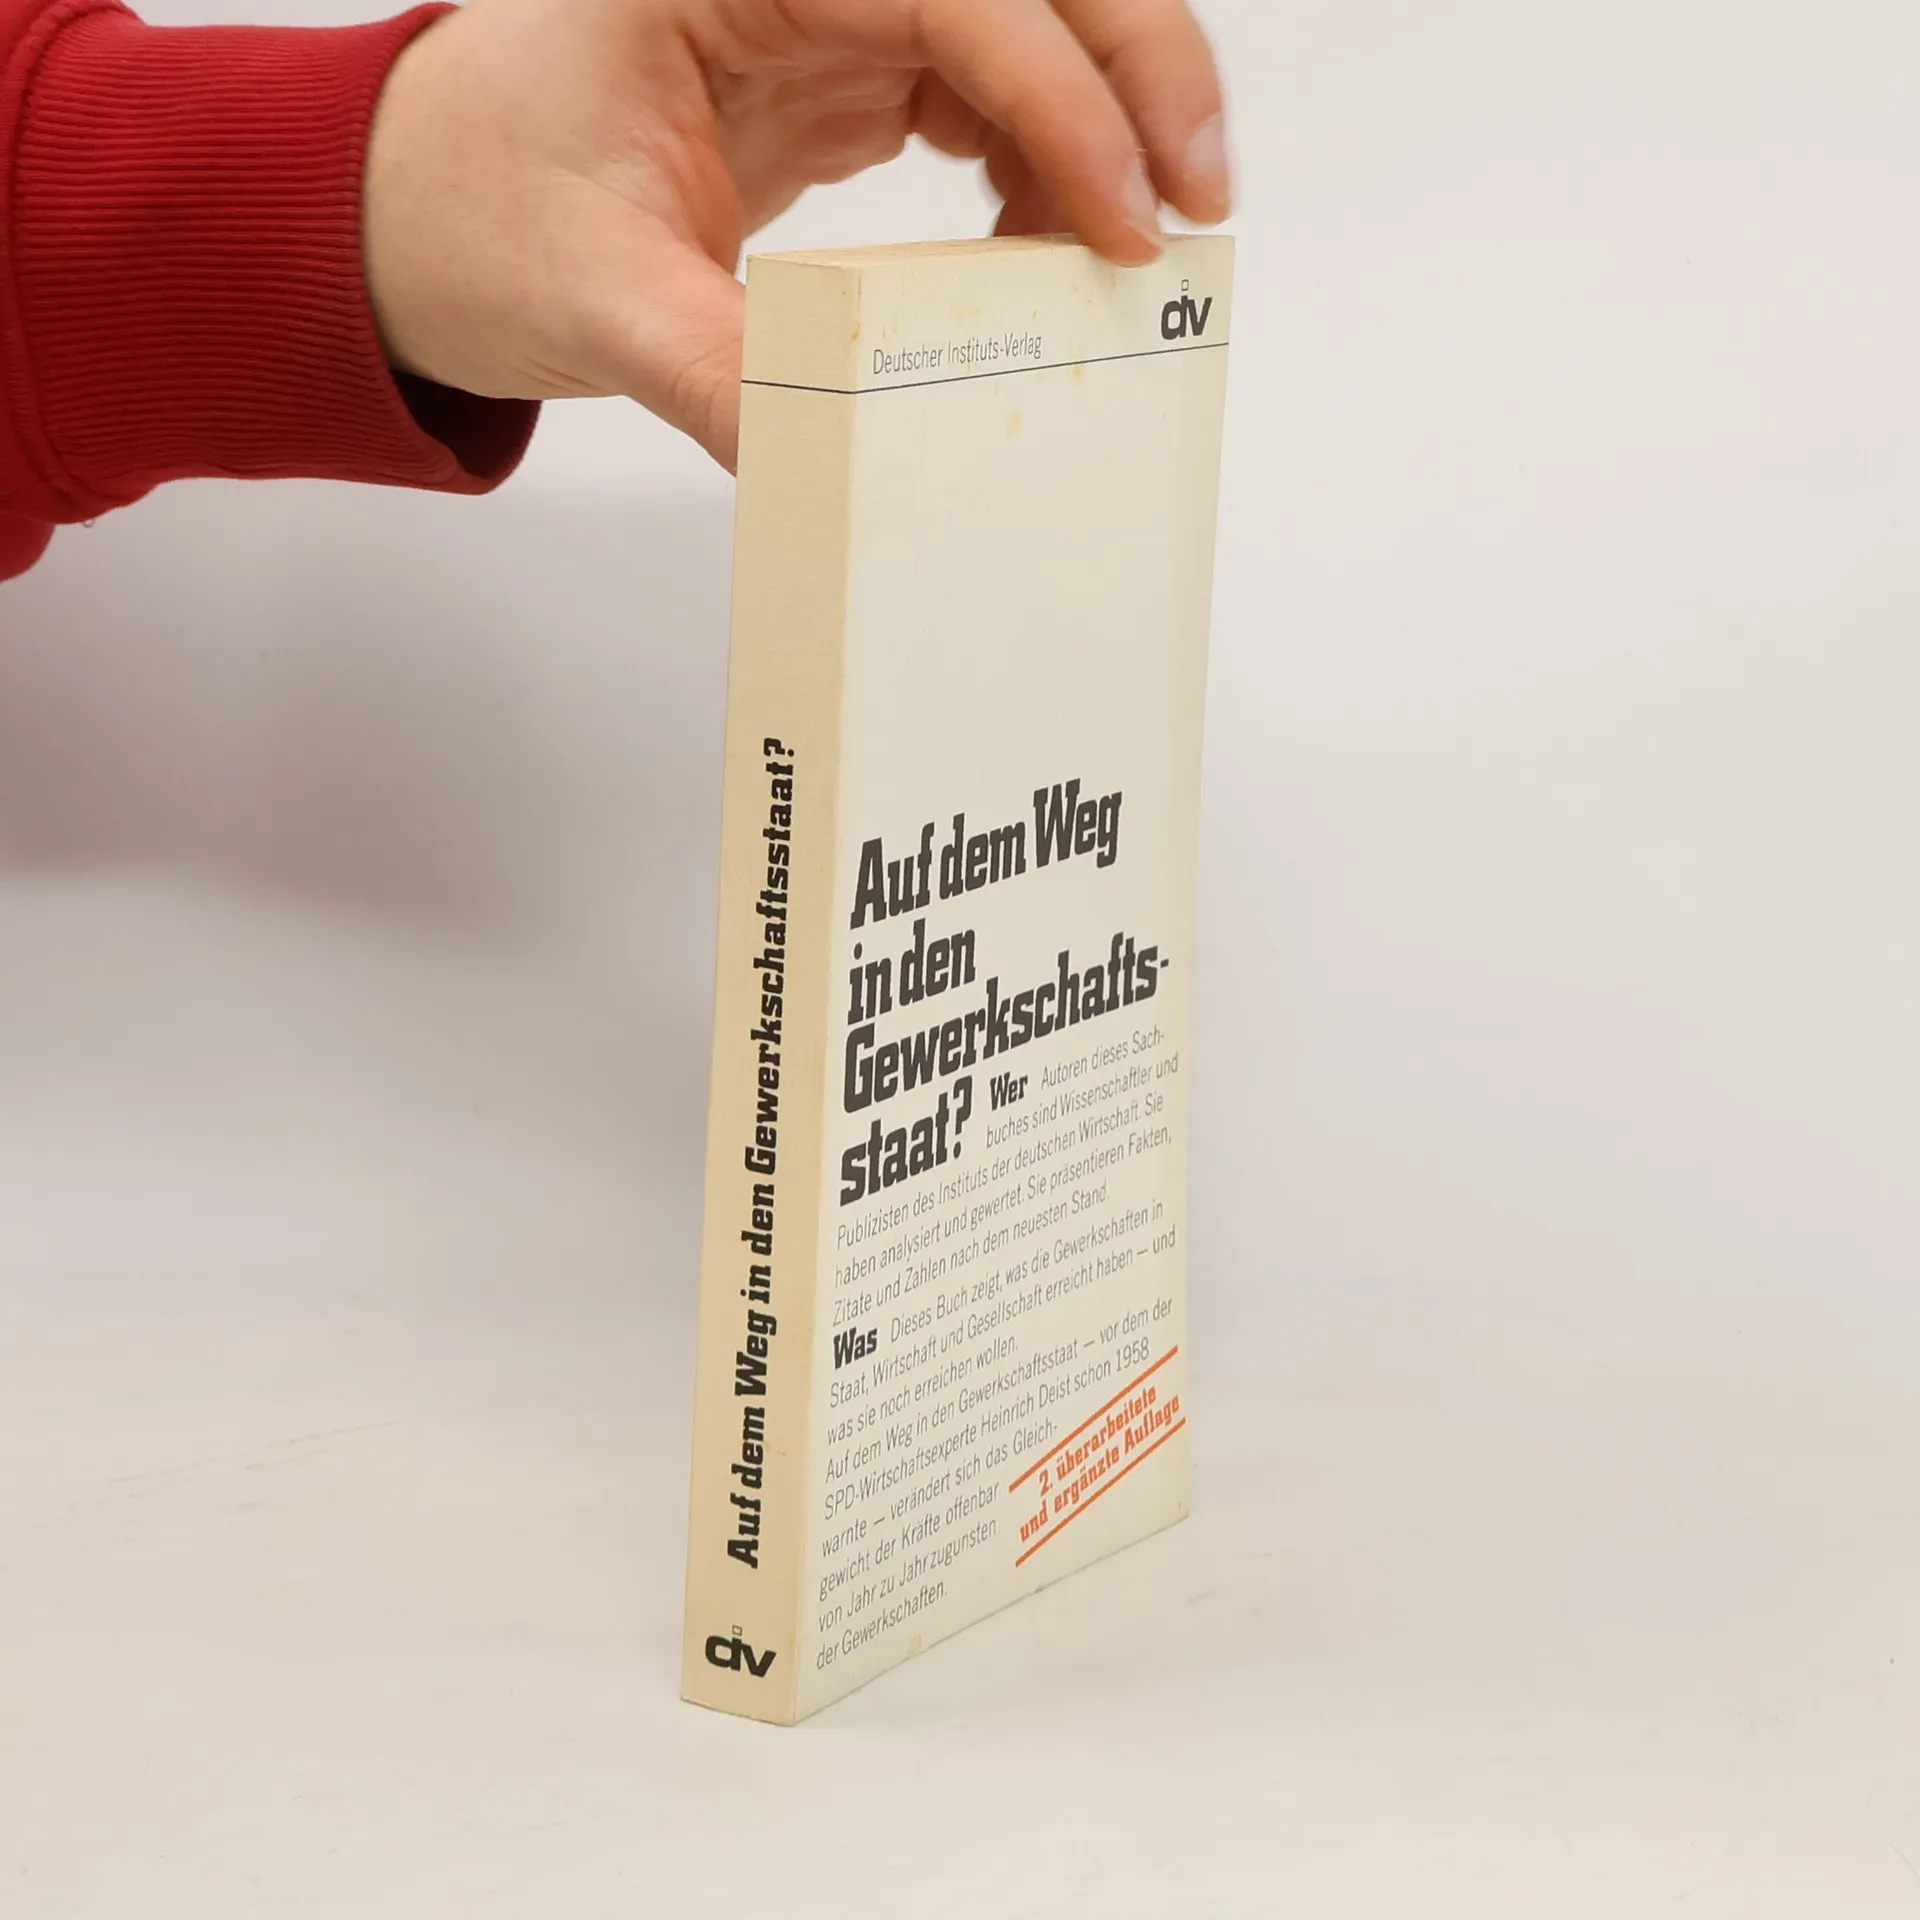 Deutscher Instituts-Verlag
div
Auf dem Weg
in den
Gewerkschafts-
staat? Wer Autoren dieses Sach-
buches sind Wissenschaftler und
Publizisten des Instituts der deutschen Wirtschaft. Sie
haben analysiert und gewertet. Sie präsentieren Fakten,
Zitate und Zahlen nach dem neuesten Stand.
Was Dieses Buch zeigt, was die Gewerkschaften in
Staat, Wirtschaft und Gesellschaft erreicht haben – und
was sie noch erreichen wollen.
Auf dem Weg in den Gewerkschaftsstaat – vor dem der
SPD-Wirtschaftsexperte Heinrich Deist schon 1958
warnte – verändert sich das Gleich-
gewicht der Kräfte offenbar
von Jahr zu Jahr zugunsten
der Gewerkschaften.
2. überarbeitete
und ergänzte Auflage
Auf dem Weg in den Gewerkschaftsstaat?
div